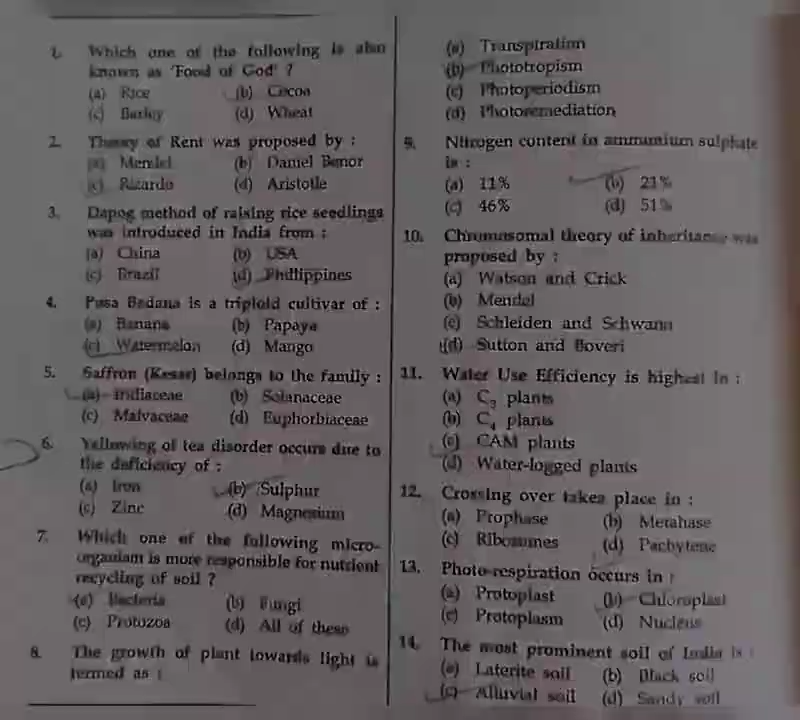 1. Which one of the following is also
known as 'Food of God' ?
(a) Rice (b) Cocoa
(c) Barley (d) Wheat
2. Theory of Rent was proposed by :
(a) Mendel (b) Daniel Benor
(c) Ricardo (d) Aristotle
3. Dapog method of raising rice seedlings
was introduced in India from :
(a) China (b) USA
(c) Brazil (d) Phillippines
4. Pusa Bedana is a triploid cultivar of :
(a) Banana (b) Papaya
(c) Watermelon (d) Mango
5. Saffron (Kesar) belongs to the family :
(a) Iridiaceae (b) Solanaceae
(c) Malvaceae (d) Euphorbiaceae
6. Yellowing of tea disorder occurs due to
the deficiency of :
(a) Iron (b) Sulphur
(c) Zinc (d) Magnesium
7. Which one of the following micro-
organism is more responsible for nutrient
recycling of soil ?
(a) Bacteria (b) Fungi
(c) Protozoa (d) All of these
8. The growth of plant towards light is
termed as :
(a) Transpiration
(b) Phototropism
(c) Photoperiodism
(d) Photoremediation
9. Nitrogen content in ammonium sulphate
is :
(a) 11% (b) 21%
(c) 46% (d) 51%
10. Chromosomal theory of inheritance was
proposed by :
(a) Watson and Crick
(b) Mendel
(c) Schleiden and Schwann
(d) Sutton and Boveri
11. Water Use Efficiency is highest in :
(a) C₃ plants
(b) C₄ plants
(c) CAM plants
(d) Water-logged plants
12. Crossing over takes place in :
(a) Prophase (b) Metahase
(c) Ribosomes (d) Pachytene
13. Photo-respiration occurs in :
(a) Protoplast (b) Chloroplast
(c) Protoplasm (d) Nucleus
14. The most prominent soil of India is :
(a) Laterite soil (b) Black soil
(c) Alluvial soil (d) Sandy soil